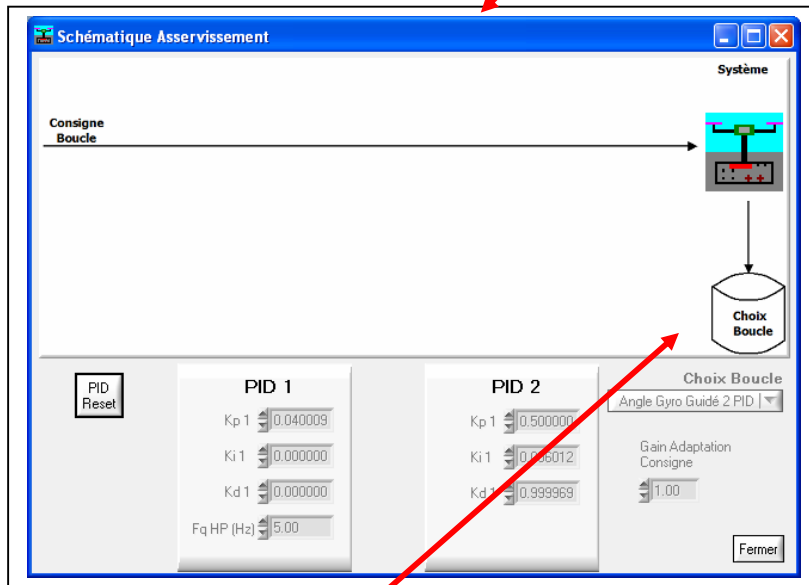 Schématique Asservissement
Système
Consigne
Boucle
Choix
Boucle
PID
Reset
PID 1
Kp 1 0.040009
Ki 1 0.000000
Kd 1 0.000000
Fq HP (Hz) 5.00
PID 2
Kp 1 0.500000
Ki 1
Kd 1 0.999969
Choix Boucle
Angle Gyro Guidé 2 PID
Gain Adaptation
Consigne
1.00
Fermer